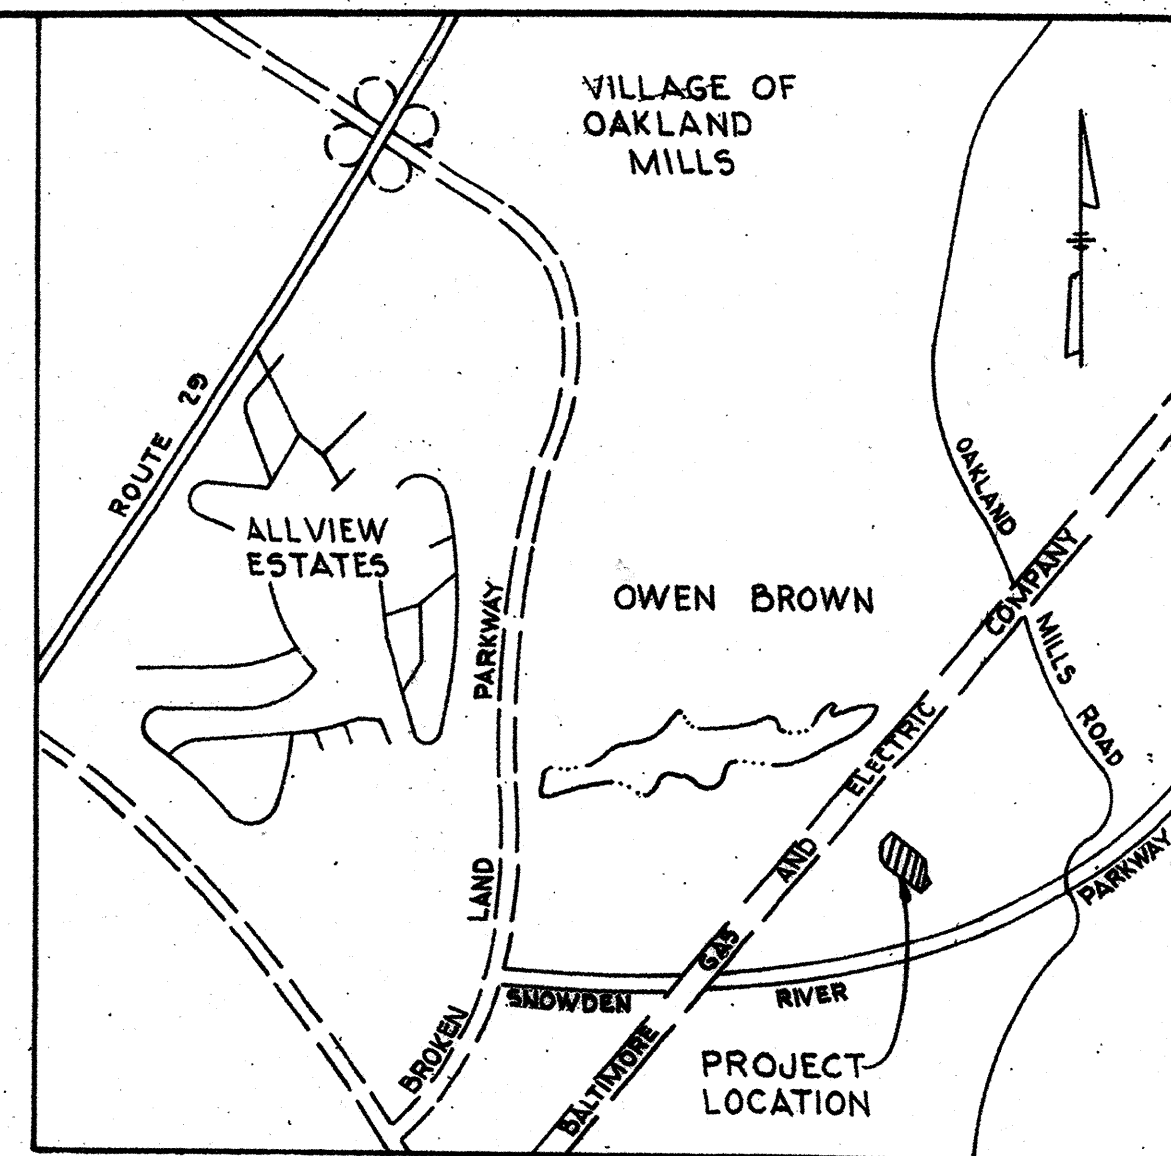 VILLAGE OF
OAKLAND
MILLS
ROUTE 29
ALLVIEW
ESTATES
OWEN BROWN
OAKLAND MILLS ROAD
BROKEN LAND PARKWAY
BALTIMORE GAS AND ELECTRIC COMPANY
SNOWDEN RIVER PARKWAY
PROJECT
LOCATION